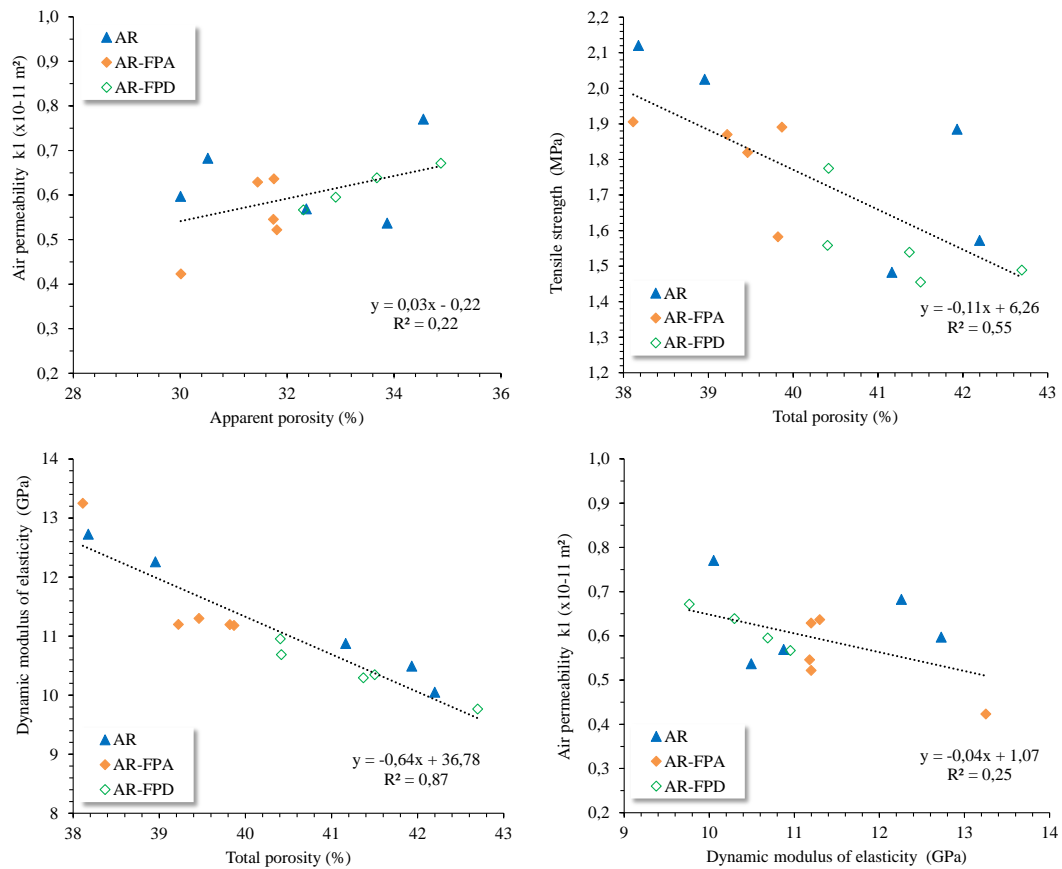 1,0
0,9
0,8
0,7
0,6
0,5
0,4
0,3
0,2
Air permeability k1 (x10-11 m²)
AR
AR-FPA
AR-FPD
y = 0,03x - 0,22
R² = 0,22
28 30 32 34 36
Apparent porosity (%)
2,2
2,1
2,0
1,9
1,8
1,7
1,6
1,5
1,4
1,3
1,2
Tensile strength (MPa)
AR
AR-FPA
AR-FPD
y = -0,11x + 6,26
R² = 0,55
38 39 40 41 42 43
Total porosity (%)
14
13
12
11
10
9
8
Dynamic modulus of elasticity (GPa)
AR
AR-FPA
AR-FPD
y = -0,64x + 36,78
R² = 0,87
38 39 40 41 42 43
Total porosity (%)
1,0
0,9
0,8
0,7
0,6
0,5
0,4
0,3
0,2
Air permeability k1 (x10-11 m²)
AR
AR-FPA
AR-FPD
y = -0,04x + 1,07
R² = 0,25
9 10 11 12 13 14
Dynamic modulus of elasticity (GPa)